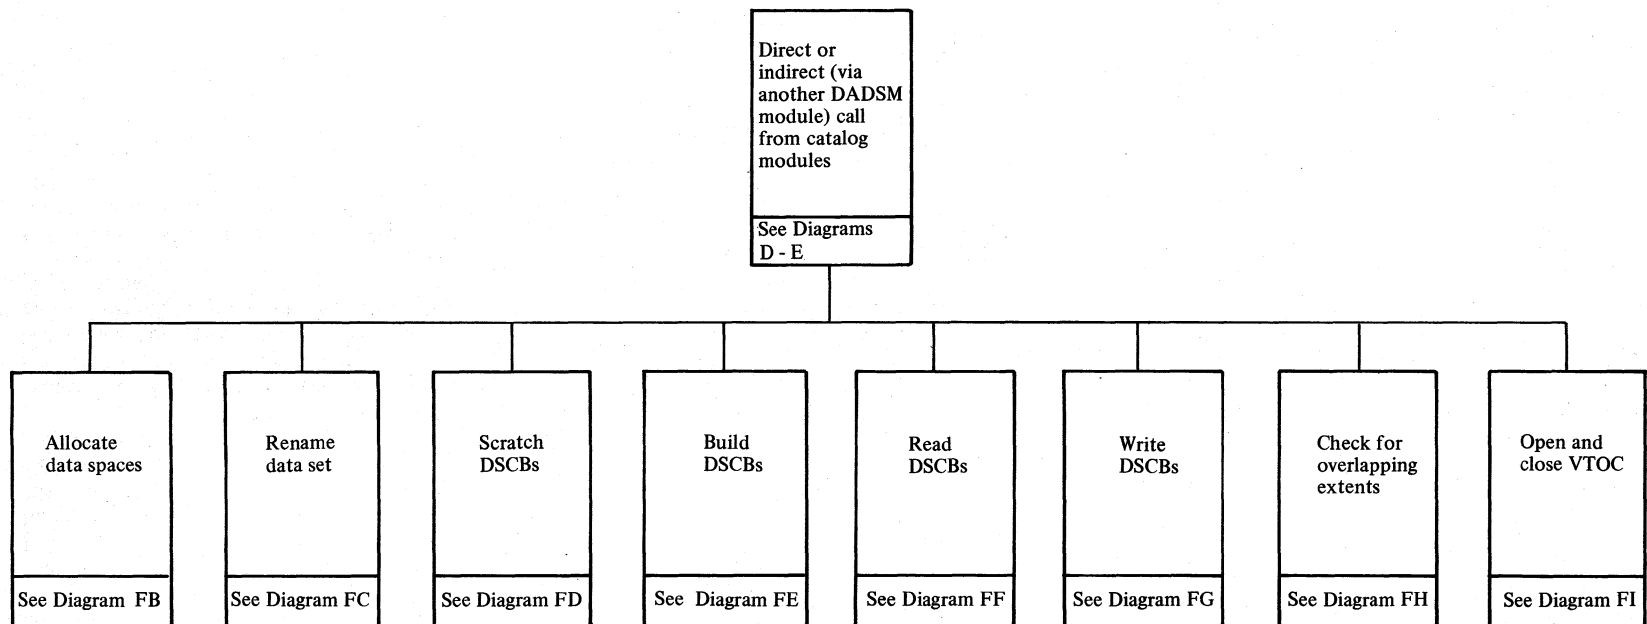 Direct or
indirect (via
another DADSM
module) call
from catalog
modules
See Diagrams
D - E
Allocate
data spaces
See Diagram FB
Rename
data set
See Diagram FC
Scratch
DSCBs
See Diagram FD
Build
DSCBs
See Diagram FE
Read
DSCBs
See Diagram FF
Write
DSCBs
See Diagram FG
Check for
overlapping
extents
See Diagram FH
Open and
close VTOC
See Diagram FI